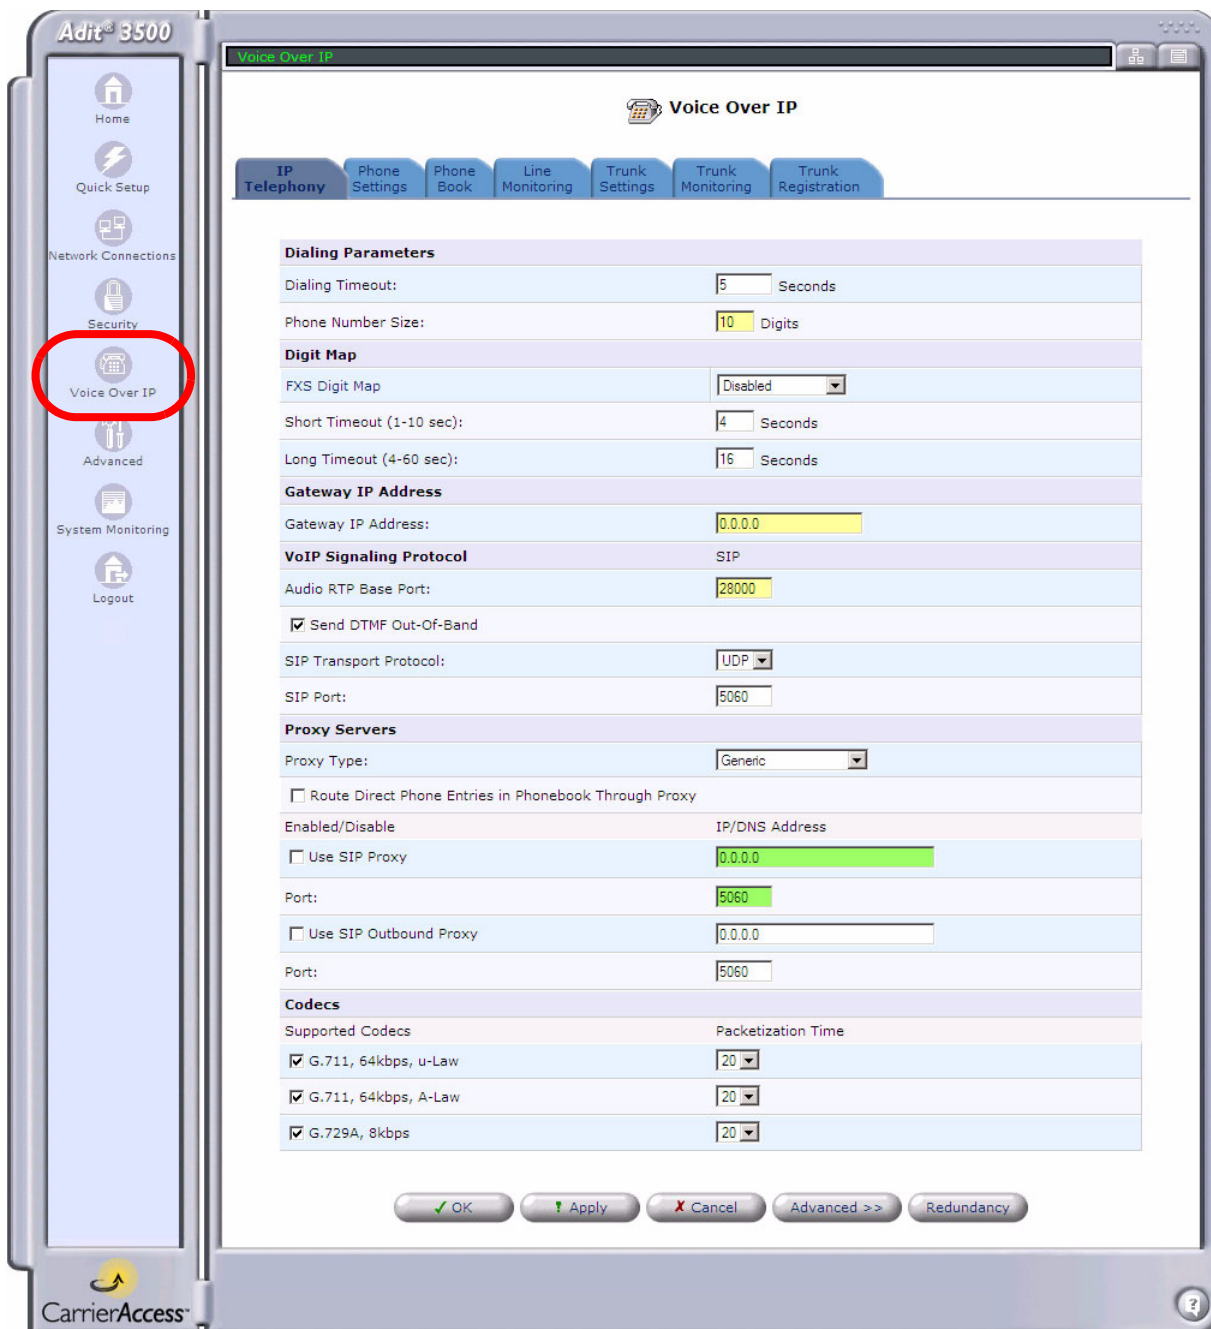 Adit® 3500
Voice Over IP
Home
Quick Setup
Network Connections
Security
Voice Over IP
Advanced
System Monitoring
Logout
Voice Over IP
IP Telephony
Phone Settings
Phone Book
Line Monitoring
Trunk Settings
Trunk Monitoring
Trunk Registration
Dialing Parameters
Dialing Timeout: 5 Seconds
Phone Number Size: 10 Digits
Digit Map
FXS Digit Map Disabled
Short Timeout (1-10 sec): 4 Seconds
Long Timeout (4-60 sec): 16 Seconds
Gateway IP Address
Gateway IP Address: 0.0.0.0
VoIP Signaling Protocol SIP
Audio RTP Base Port: 28000
Send DTMF Out-Of-Band
SIP Transport Protocol: UDP
SIP Port: 5060
Proxy Servers
Proxy Type: Generic
Route Direct Phone Entries in Phonebook Through Proxy
Enabled/Disable IP/DNS Address
Use SIP Proxy 0.0.0.0
Port: 5060
Use SIP Outbound Proxy 0.0.0.0
Port: 5060
Codecs
Supported Codecs Packetization Time
G.711, 64kbps, u-Law 20
G.711, 64kbps, A-Law 20
G.729A, 8kbps 20
OK Apply Cancel Advanced >> Redundancy
CarrierAccess
?